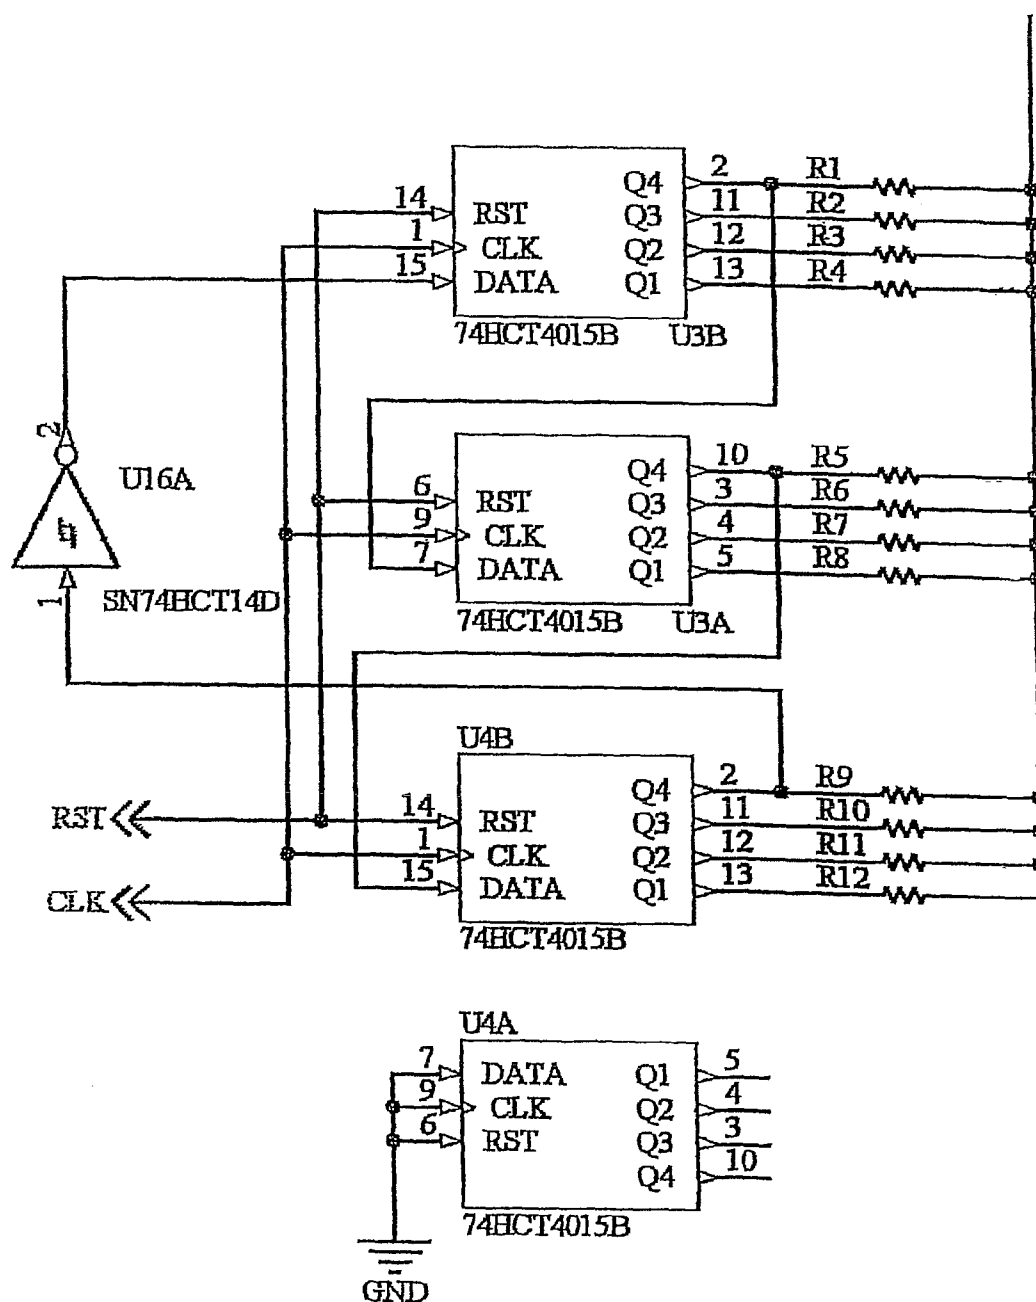 Q4 2 R1
14 RST Q3 11 R2
1 CLK Q2 12 R3
15 DATA Q1 13 R4
74HCT4015B U3B
2
U16A
Q4 10 R5
6 RST Q3 3 R6
9 CLK Q2 4 R7
7 DATA Q1 5 R8
1
SN74HCT14D
74HCT4015B U3A
U4B
Q4 2 R9
RST 14 RST Q3 11 R10
1 CLK Q2 12 R11
15 DATA Q1 13 R12
CLK
74HCT4015B
U4A
7 DATA Q1 5
9 CLK Q2 4
6 RST Q3 3
Q4 10
74HCT4015B
GND